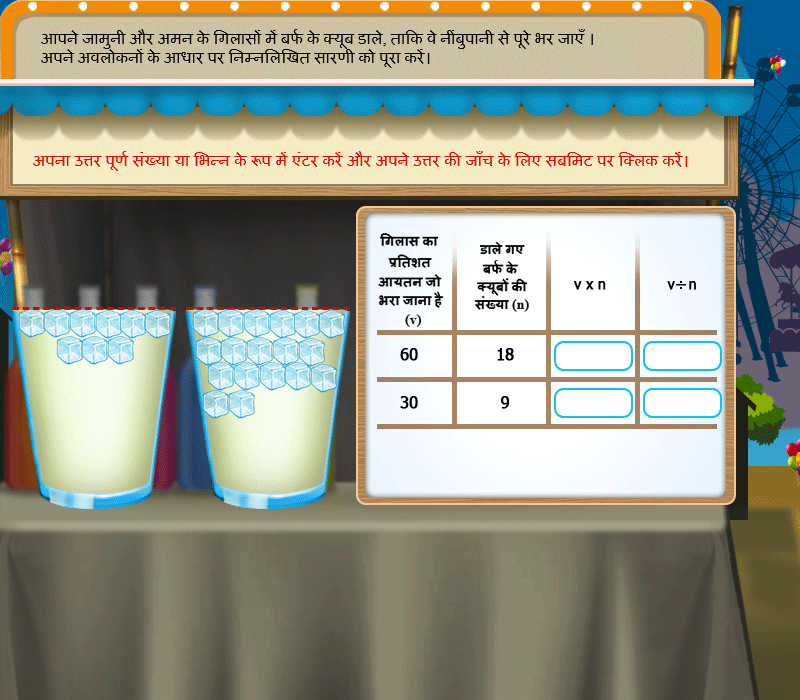 आपने जामुनी और अमन के गिलासों में बर्फ के क्यूब डाले, ताकि वे नींबुपानी से पूरे भर जाएँ ।
अपने अवलोकनों के आधार पर निम्नलिखित सारणी को पूरा करें।
अपना उत्तर पूर्ण संख्या या भिन्न के रूप में एंटर करें और अपने उत्तर की जाँच के लिए सबमिट पर क्लिक करें।
गिलास का
प्रतिशत
आयतन जो
भरा जाना है
(v)
डाले गए
बर्फ के
क्यूबों की
संख्या (n)
v x n
v÷n
60 18
30 9